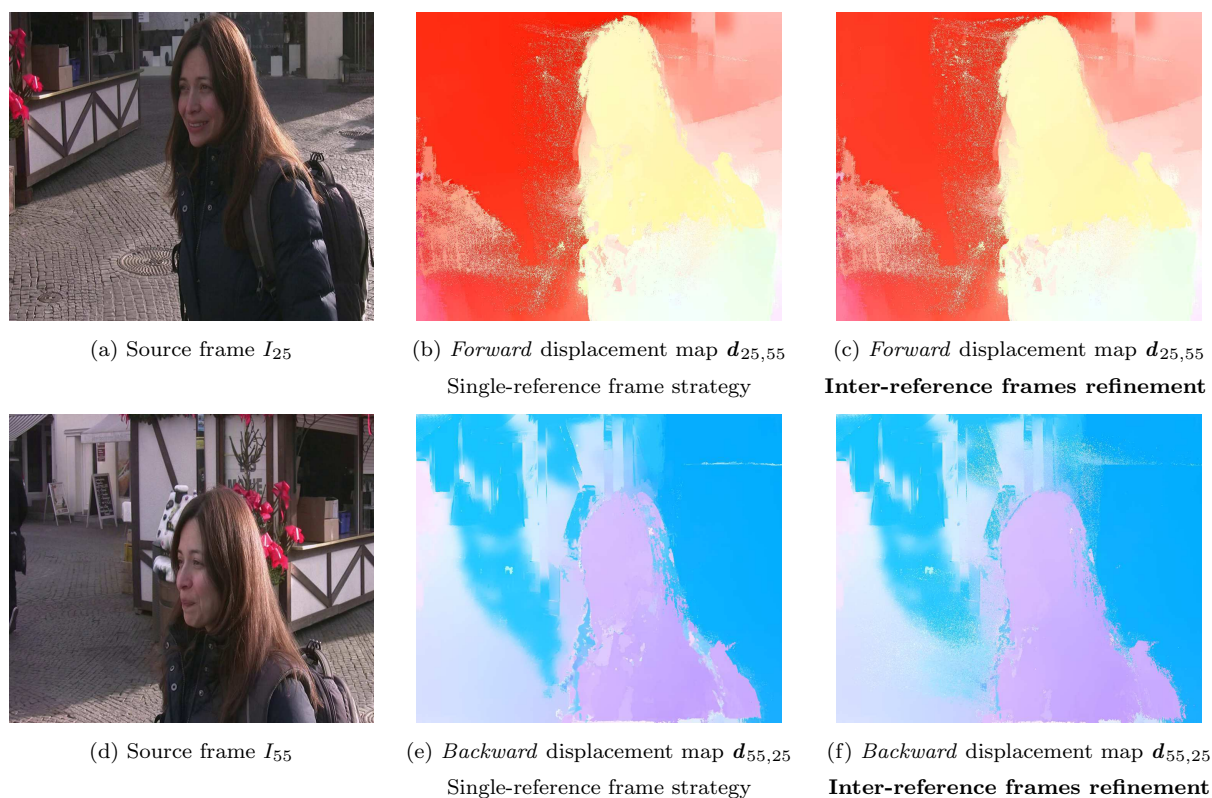 (a) Source frame I25
(b) Forward displacement map d25,55
Single-reference frame strategy
(c) Forward displacement map d25,55
Inter-reference frames refinement
(d) Source frame I55
(e) Backward displacement map d55,25
Single-reference frame strategy
(f) Backward displacement map d55,25
Inter-reference frames refinement